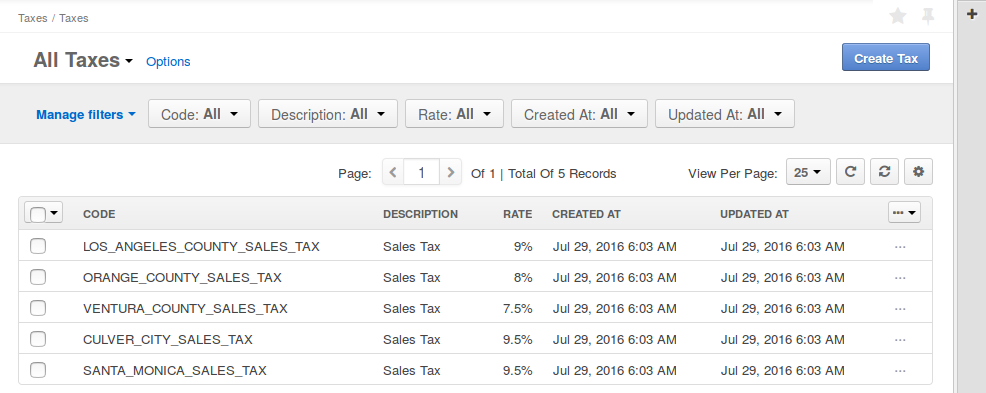 Taxes / Taxes
All Taxes Options Create Tax
Manage filters Code: All Description: All Rate: All Created At: All Updated At: All
Page: 1 Of 1 | Total Of 5 Records View Per Page: 25
CODE DESCRIPTION RATE CREATED AT UPDATED AT
LOS_ANGELES_COUNTY_SALES_TAX Sales Tax 9% Jul 29, 2016 6:03 AM Jul 29, 2016 6:03 AM ...
ORANGE_COUNTY_SALES_TAX Sales Tax 8% Jul 29, 2016 6:03 AM Jul 29, 2016 6:03 AM ...
VENTURA_COUNTY_SALES_TAX Sales Tax 7.5% Jul 29, 2016 6:03 AM Jul 29, 2016 6:03 AM ...
CULVER_CITY_SALES_TAX Sales Tax 9.5% Jul 29, 2016 6:03 AM Jul 29, 2016 6:03 AM ...
SANTA_MONICA_SALES_TAX Sales Tax 9.5% Jul 29, 2016 6:03 AM Jul 29, 2016 6:03 AM ...